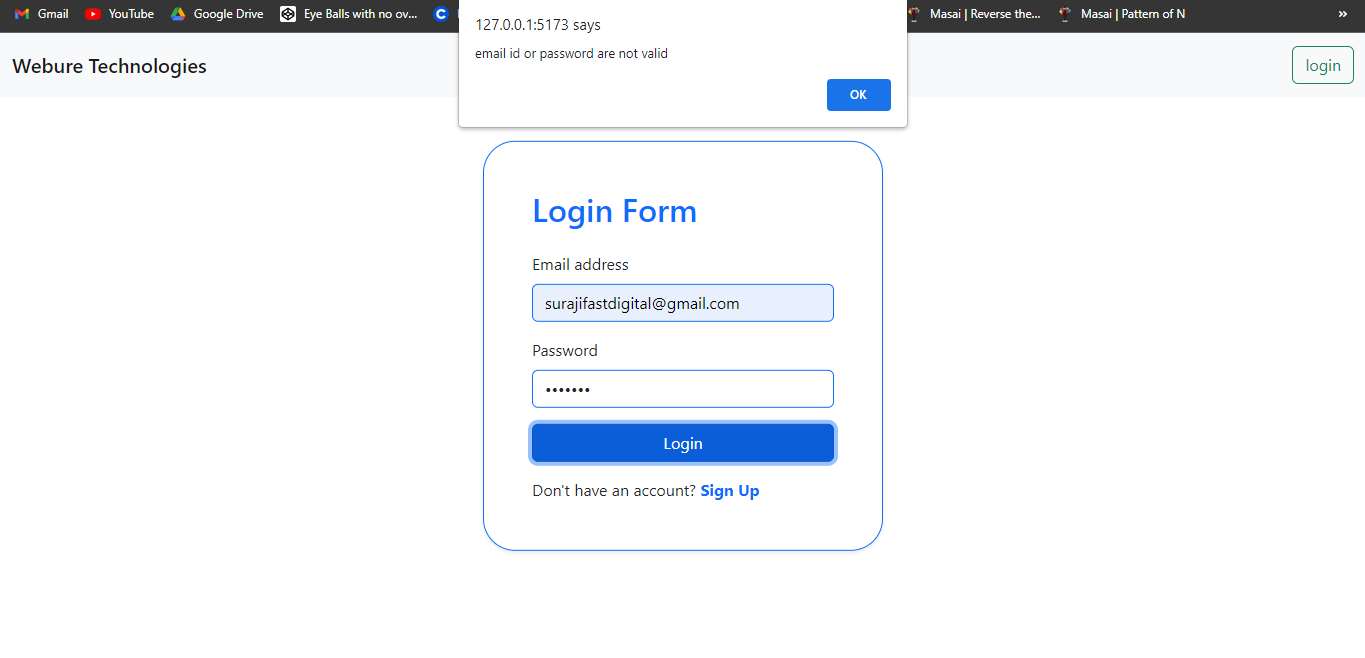 Gmail YouTube Google Drive Eye Balls with no ov... Masai | Reverse the... Masai | Pattern of N »
127.0.0.1:5173 says
email id or password are not valid
OK
Webure Technologies
login
Login Form
Email address
surajifastdigital@gmail.com
Password
•••••••
Login
Don't have an account? Sign Up